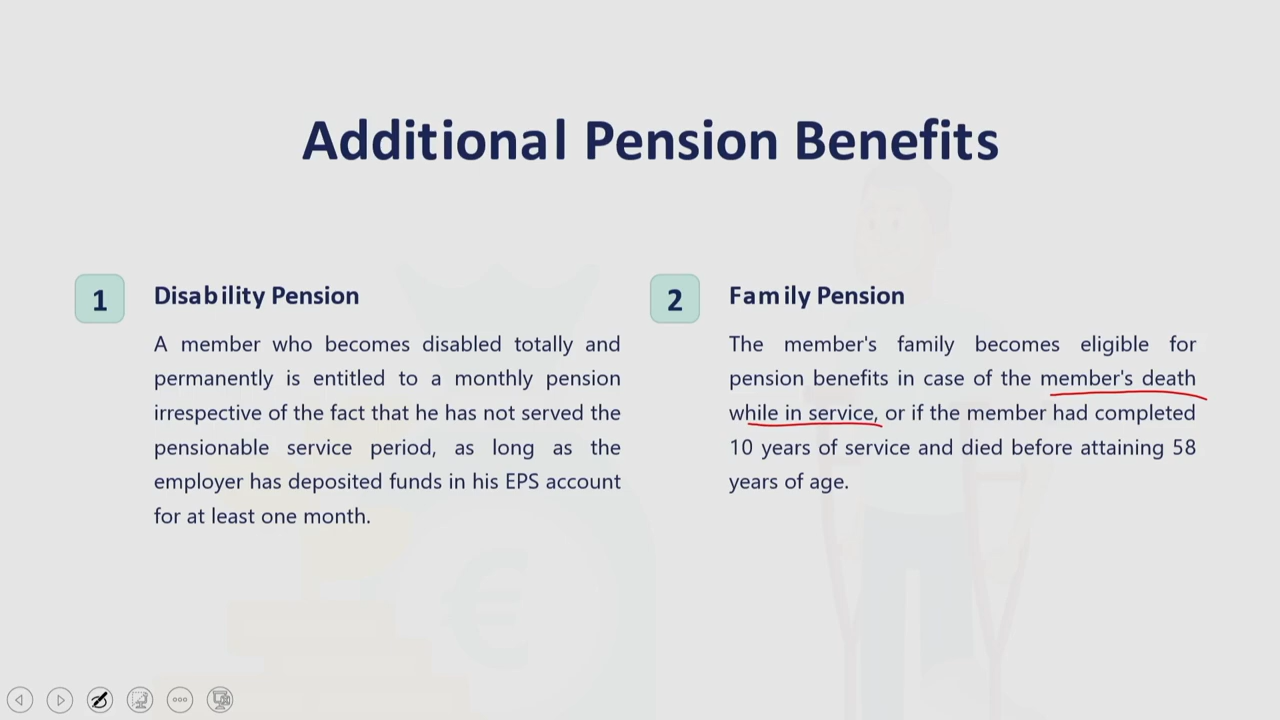 Additional Pension Benefits
1
Disability Pension
A member who becomes disabled totally and
permanently is entitled to a monthly pension
irrespective of the fact that he has not served the
pensionable service period, as long as the
employer has deposited funds in his EPS account
for at least one month.
2
Family Pension
The member's family becomes eligible for
pension benefits in case of the member's death
while in service, or if the member had completed
10 years of service and died before attaining 58
years of age.